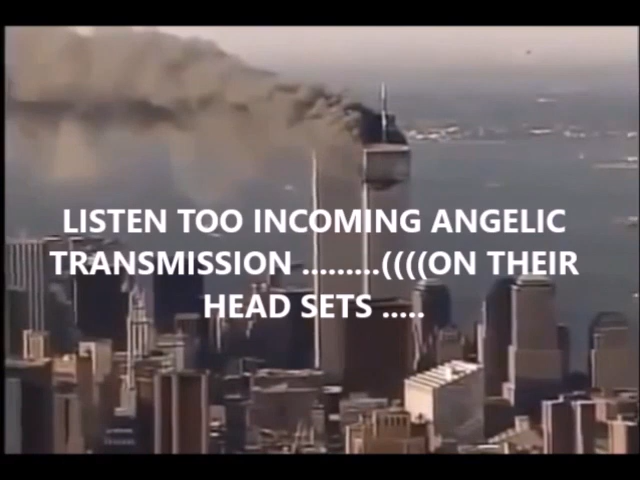 LISTEN TOO INCOMING ANGELIC
TRANSMISSION .........((((ON THEIR
HEAD SETS .....